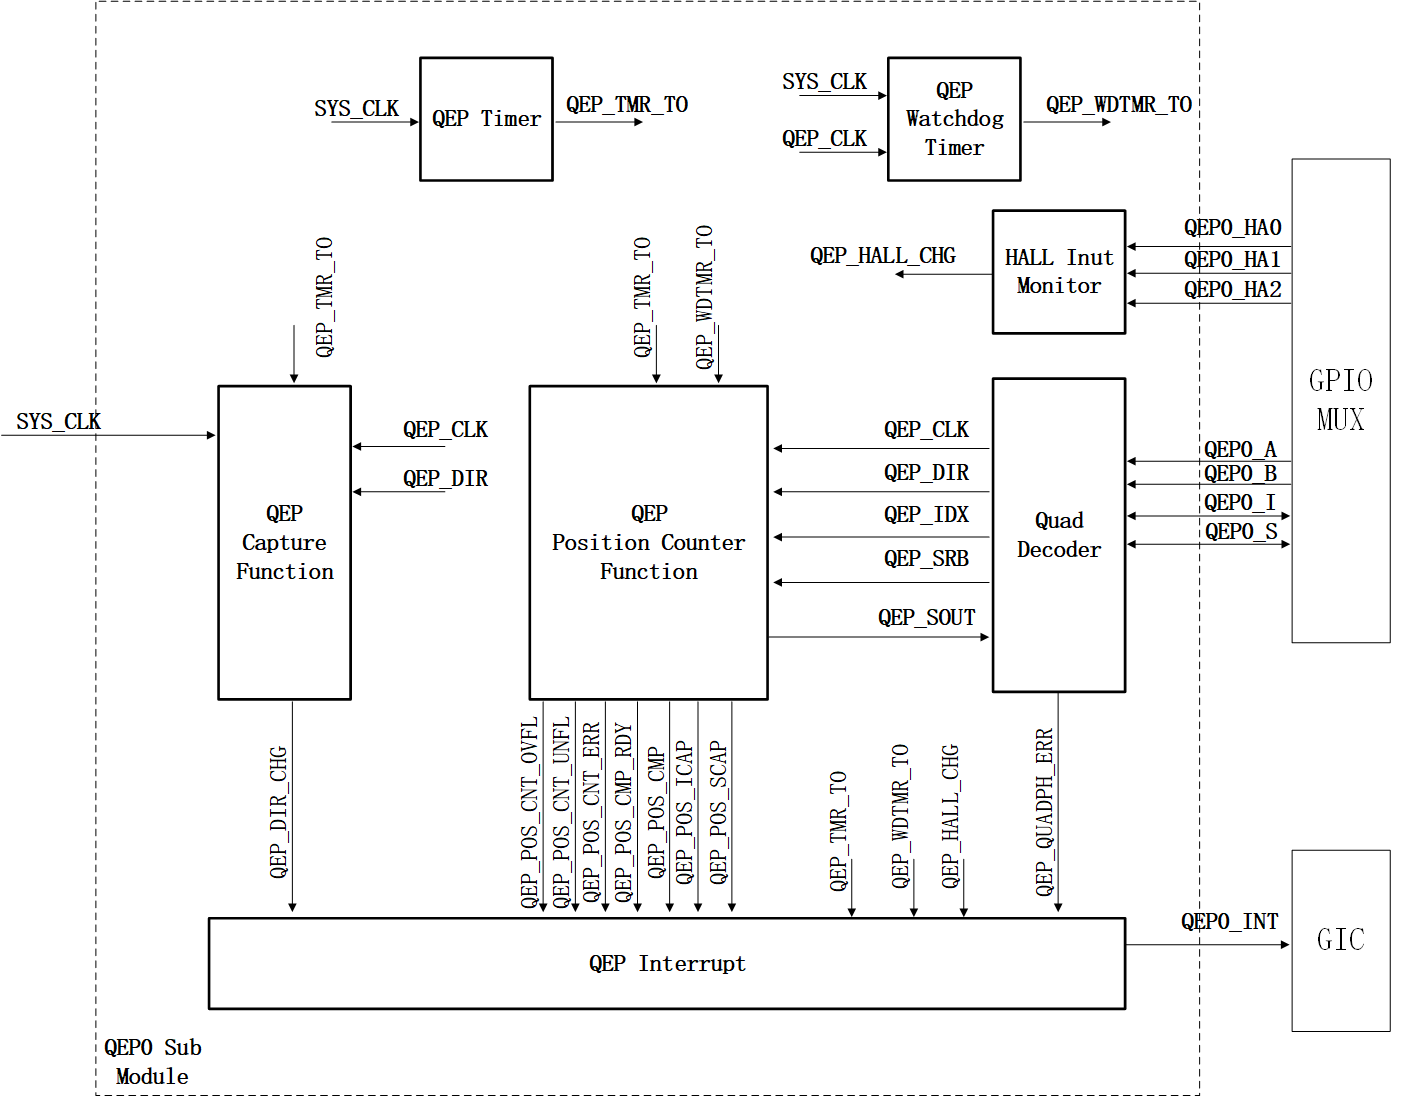 SYS_CLK
QEP Timer
QEP_TMR_TO
SYS_CLK
QEP_CLK
QEP
Watchdog
Timer
QEP_WDTMR_TO
QEP_HALL_CHG
HALL Inut
Monitor
QEP0_HA0
QEP0_HA1
QEP0_HA2
GPIO
MUX
QEP_TMR_TO
QEP_TMR_TO
QEP_WDTMR_TO
SYS_CLK
QEP
Capture
Function
QEP_CLK
QEP_DIR
QEP
Position Counter
Function
QEP_CLK
QEP_DIR
QEP_IDX
QEP_SRB
QEP_SOUT
Quad
Decoder
QEP0_A
QEP0_B
QEP0_I
QEP0_S
QEP_DIR_CHG
QEP_POS_CNT_OVFL
QEP_POS_CNT_UNFL
QEP_POS_CNT_ERR
QEP_POS_CMP_RDY
QEP_POS_CMP
QEP_POS_ICAP
QEP_POS_SCAP
QEP_TMR_TO
QEP_WDTMR_TO
QEP_HALL_CHG
QEP_QUADPH_ERR
QEP Interrupt
QEP0_INT
GIC
QEP0 Sub
Module